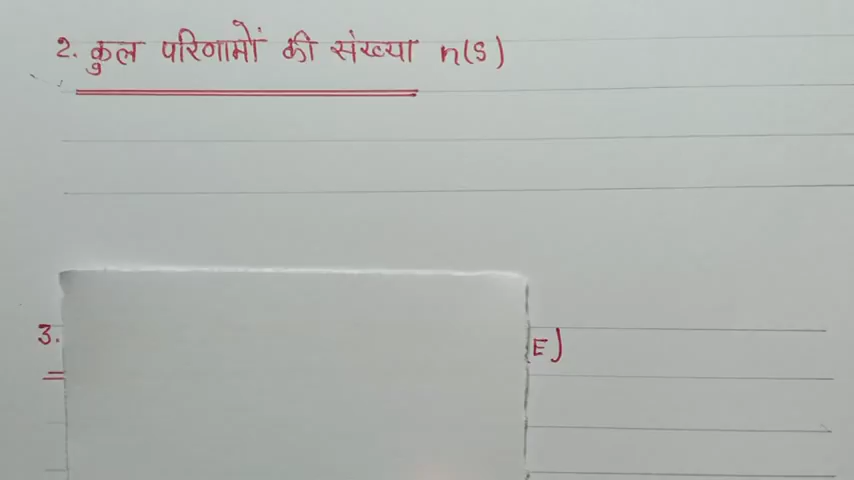 2. कुल परिणामों की संख्या n(S)
3. E)